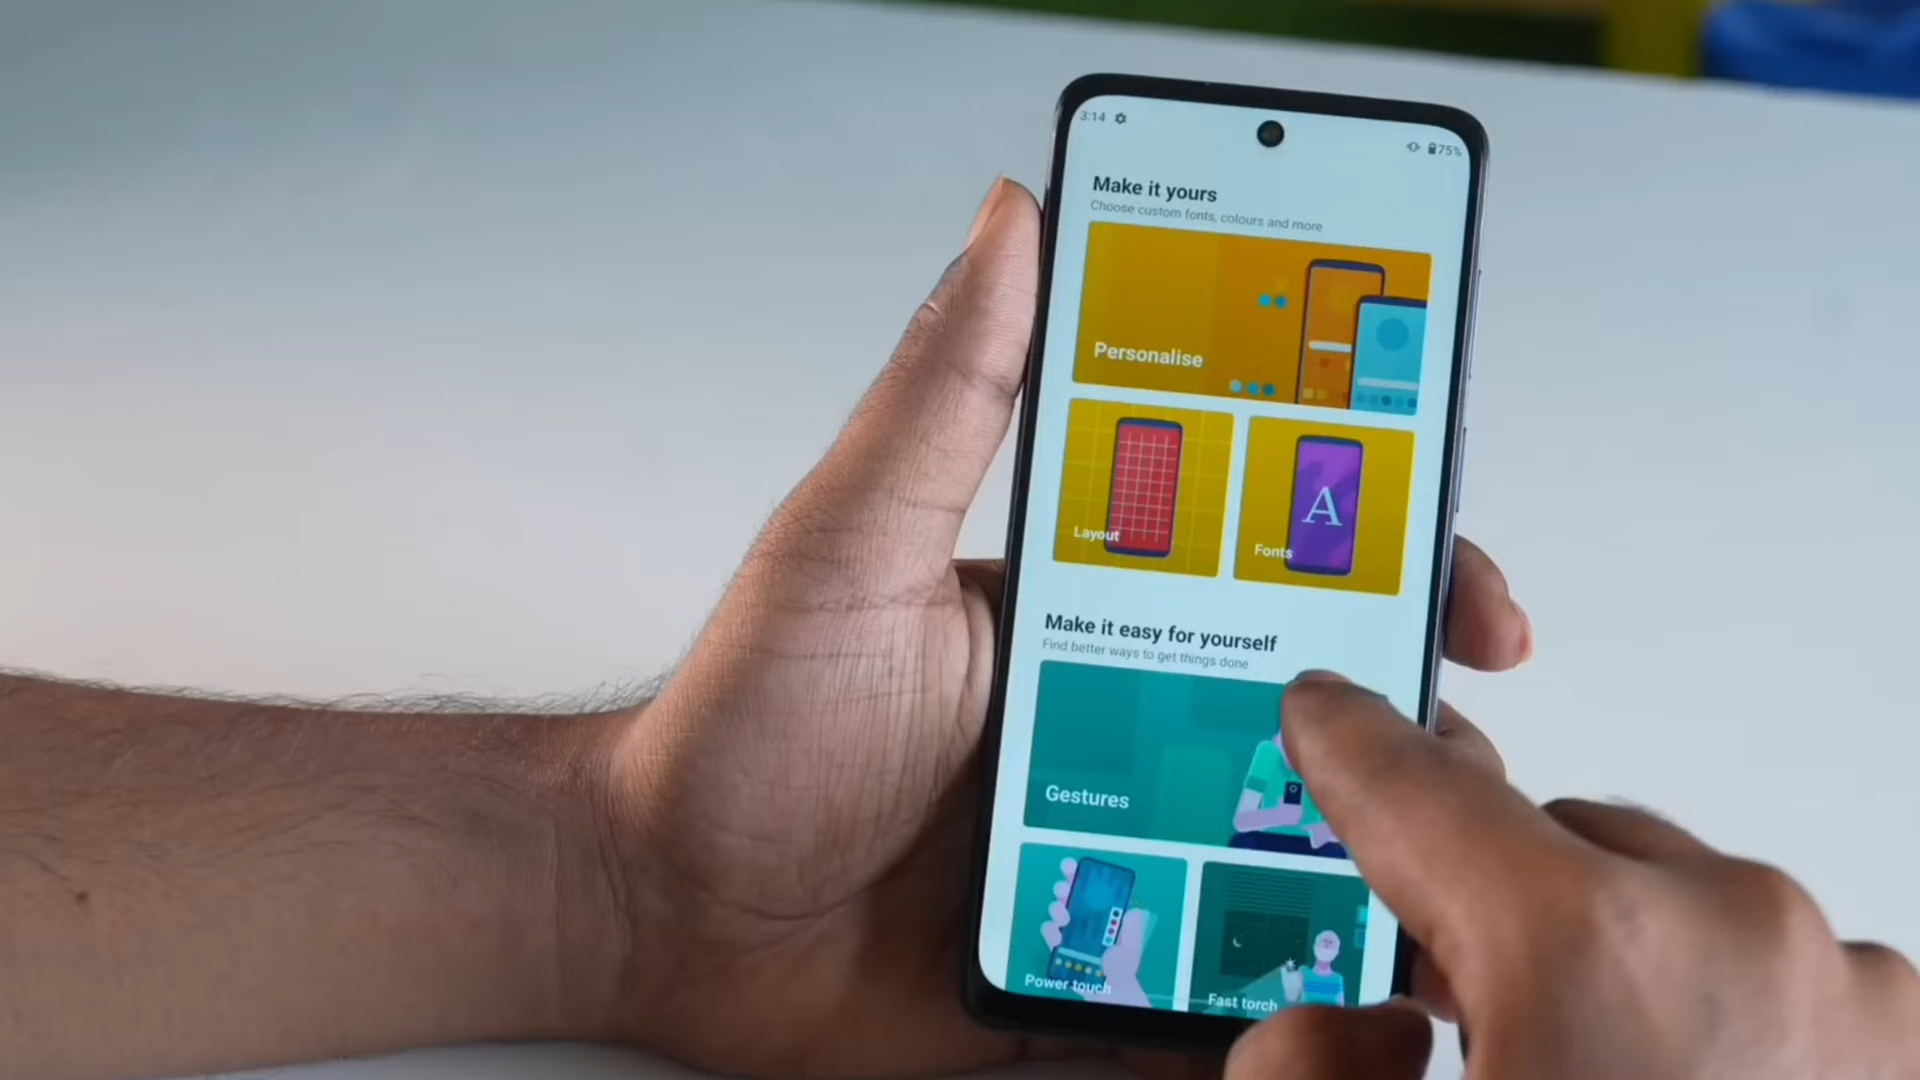 3:14
75%
Make it yours
Choose custom fonts, colours and more
Personalise
Layout
A
Fonts
Make it easy for yourself
Find better ways to get things done
Gestures
Power touch
Fast torch